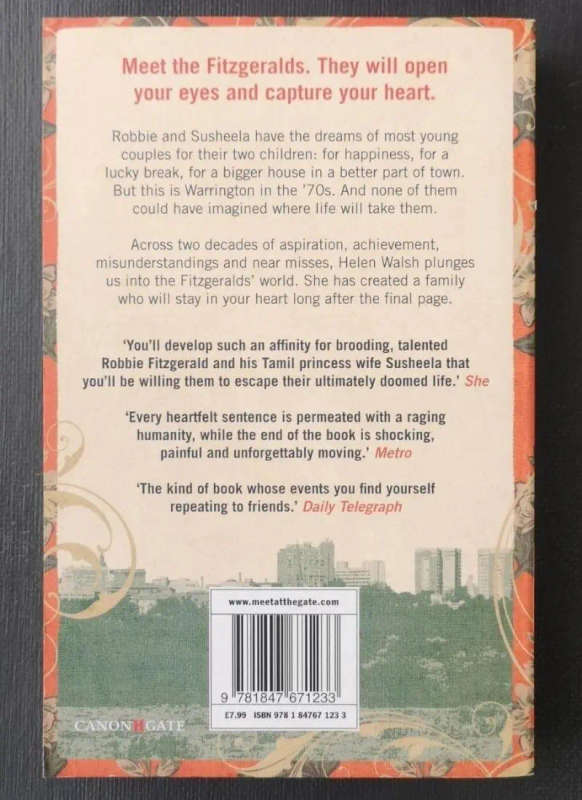 Meet the Fitzgeralds. They will open
your eyes and capture your heart.
Robbie and Susheela have the dreams of most young
couples for their two children: for happiness, for a
lucky break, for a bigger house in a better part of town.
But this is Warrington in the '70s. And none of them
could have imagined where life will take them.
Across two decades of aspiration, achievement,
misunderstandings and near misses, Helen Walsh plunges
us into the Fitzgeralds' world. She has created a family
who will stay in your heart long after the final page.
'You'll develop such an affinity for brooding, talented
Robbie Fitzgerald and his Tamil princess wife Susheela that
you'll be willing them to escape their ultimately doomed life.' She
'Every heartfelt sentence is permeated with a raging
humanity, while the end of the book is shocking,
painful and unforgettably moving.' Metro
'The kind of book whose events you find yourself
repeating to friends.' Daily Telegraph
www.meetatthegate.com
9 781847 671233
£7.99 ISBN 978 1 84767 123 3
CANONGATE